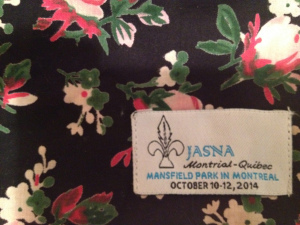 JASNA
Montréal-Québec
MANSFIELD PARK IN MONTREAL
OCTOBER 10-12, 2014